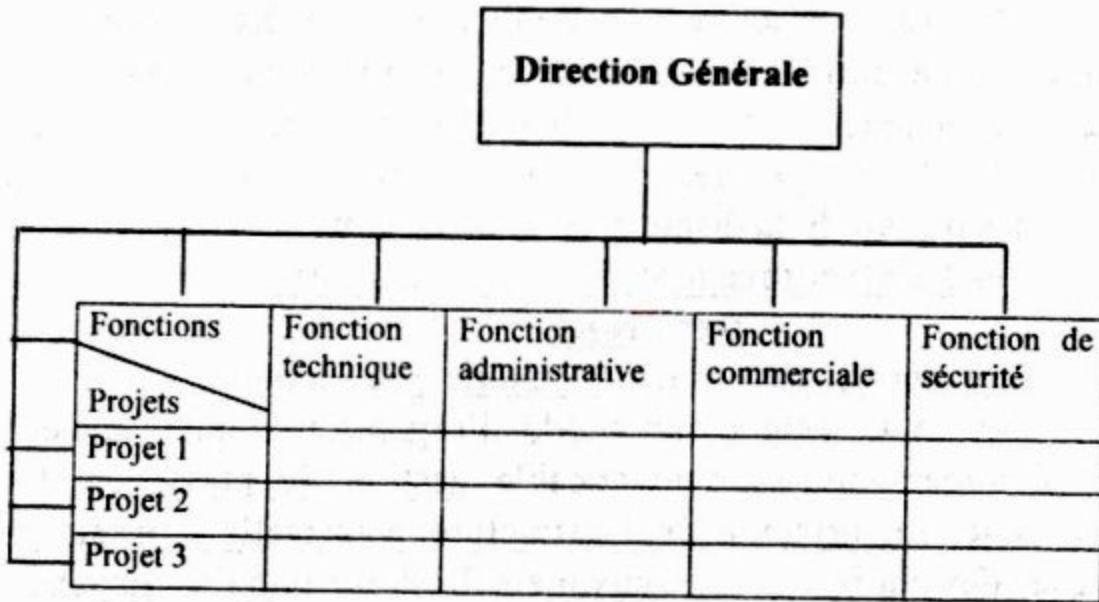 Direction Générale
Fonctions
Projets
Fonction
technique
Fonction
administrative
Fonction
commerciale
Fonction de
sécurité
Projet 1
Projet 2
Projet 3